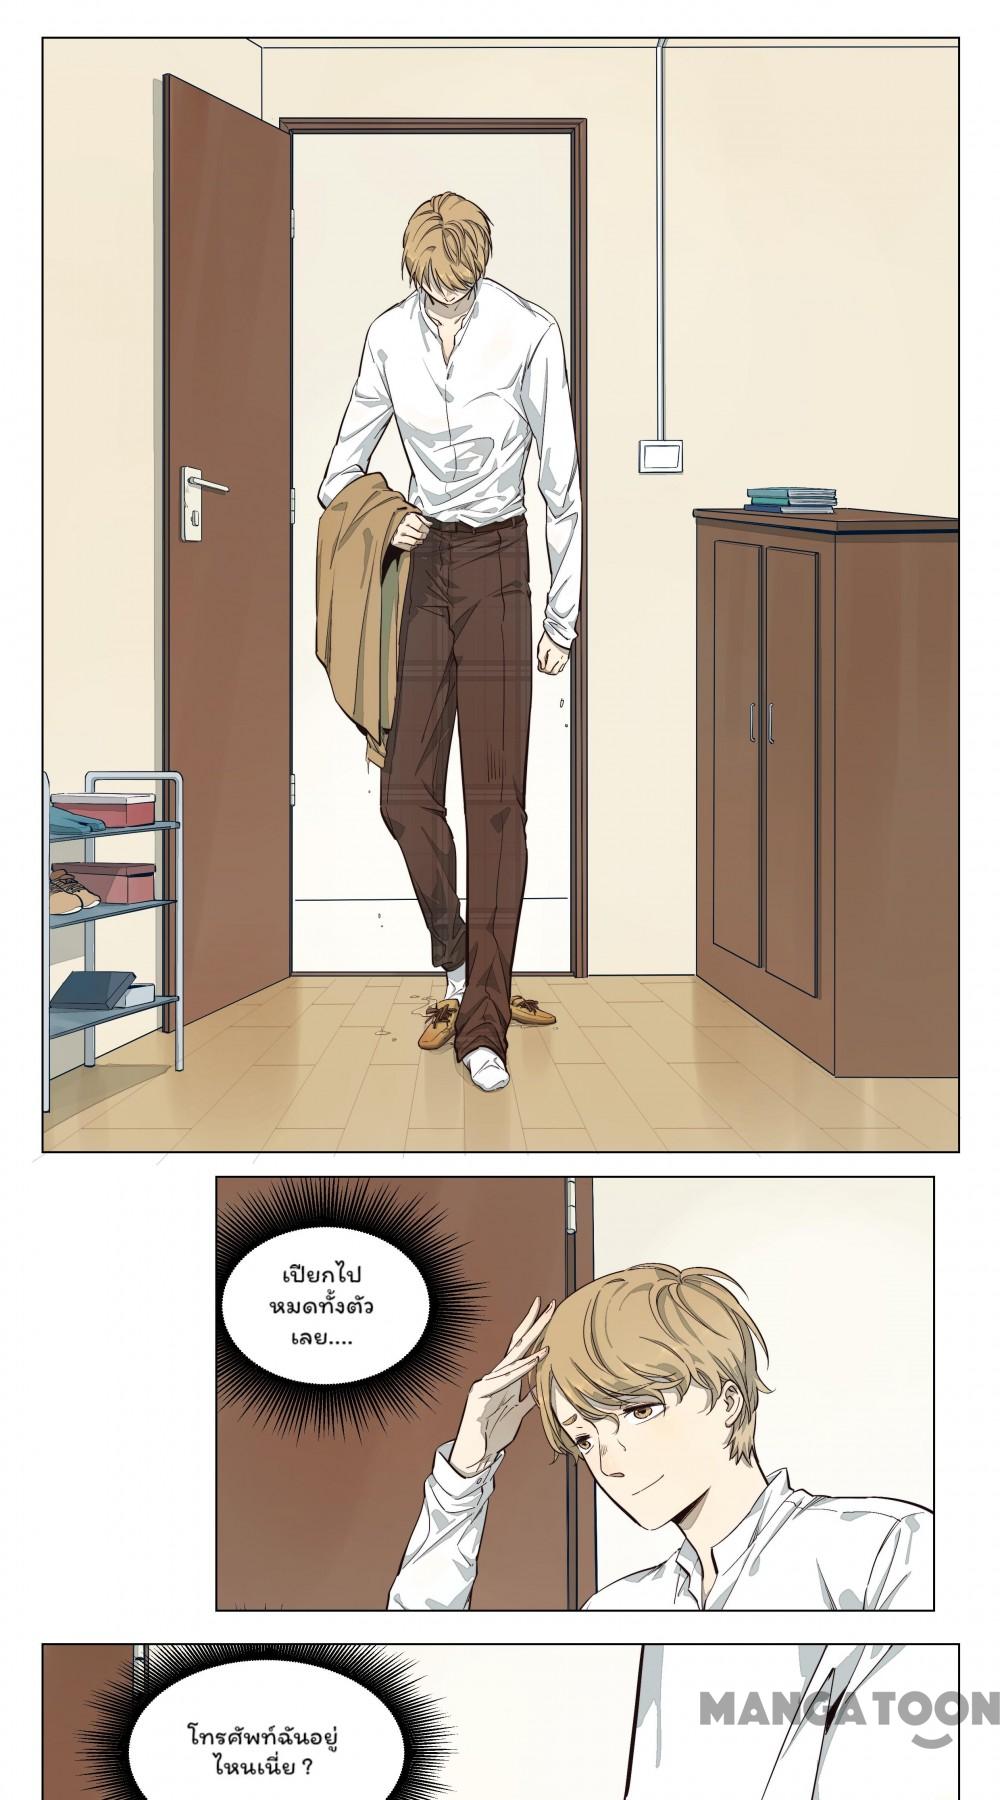 เปียกไป
หมดทั้งตัว
เลย....
โทรศัพท์ฉันอยู่
ไหนเนี่ย ?
MANGATOON